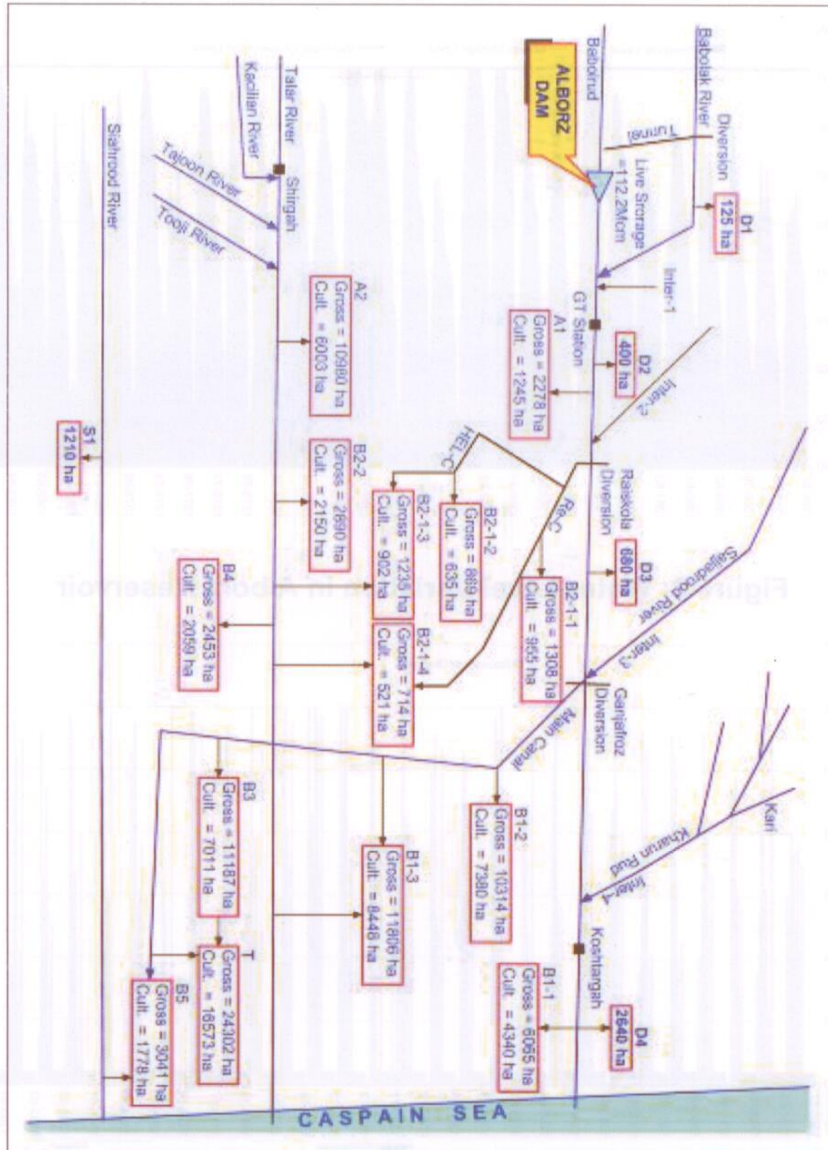 Babolak River
Diversion
D1
125 ha
Tunnel
Babolrud
ALBORZ
DAM
Live Srorage
=112.2Mcm
Inter-1
GT Station
D2
400 ha
A1
Gross = 2278 ha
Cult. = 1245 ha
Inter-2
Raiskola
Diversion
D3
680 ha
Sajjadrood River
Inter-3
Ganjafroz
Diversion
Main Canal
Kari
Kharun Rud
Inter-4
Koshtargah
D4
2640 ha
B1-1
Gross = 6065 ha
Cult. = 4340 ha
HEL-C
B2-1-1
Gross = 1308 ha
Cult. = 955 ha
B2-1-2
Gross = 869 ha
Cult. = 635 ha
B2-1-3
Gross = 1235 ha
Cult. = 902 ha
B2-1-4
Gross = 714 ha
Cult. = 521 ha
B1-2
Gross = 10314 ha
Cult. = 7380 ha
B1-3
Gross = 11806 ha
Cult. = 8448 ha
Talar River
Kacilian River
Shirgah
Tajoon River
Tooji River
A2
Gross = 10980 ha
Cult. = 6003 ha
B2-2
Gross = 2890 ha
Cult. = 2150 ha
B4
Gross = 2453 ha
Cult. = 2059 ha
B3
Gross = 11187 ha
Cult. = 7011 ha
T
Gross = 24302 ha
Cult. = 16573 ha
B5
Gross = 3041 ha
Cult. = 1778 ha
Siahrood River
S1
1210 ha
CASPAIN SEA